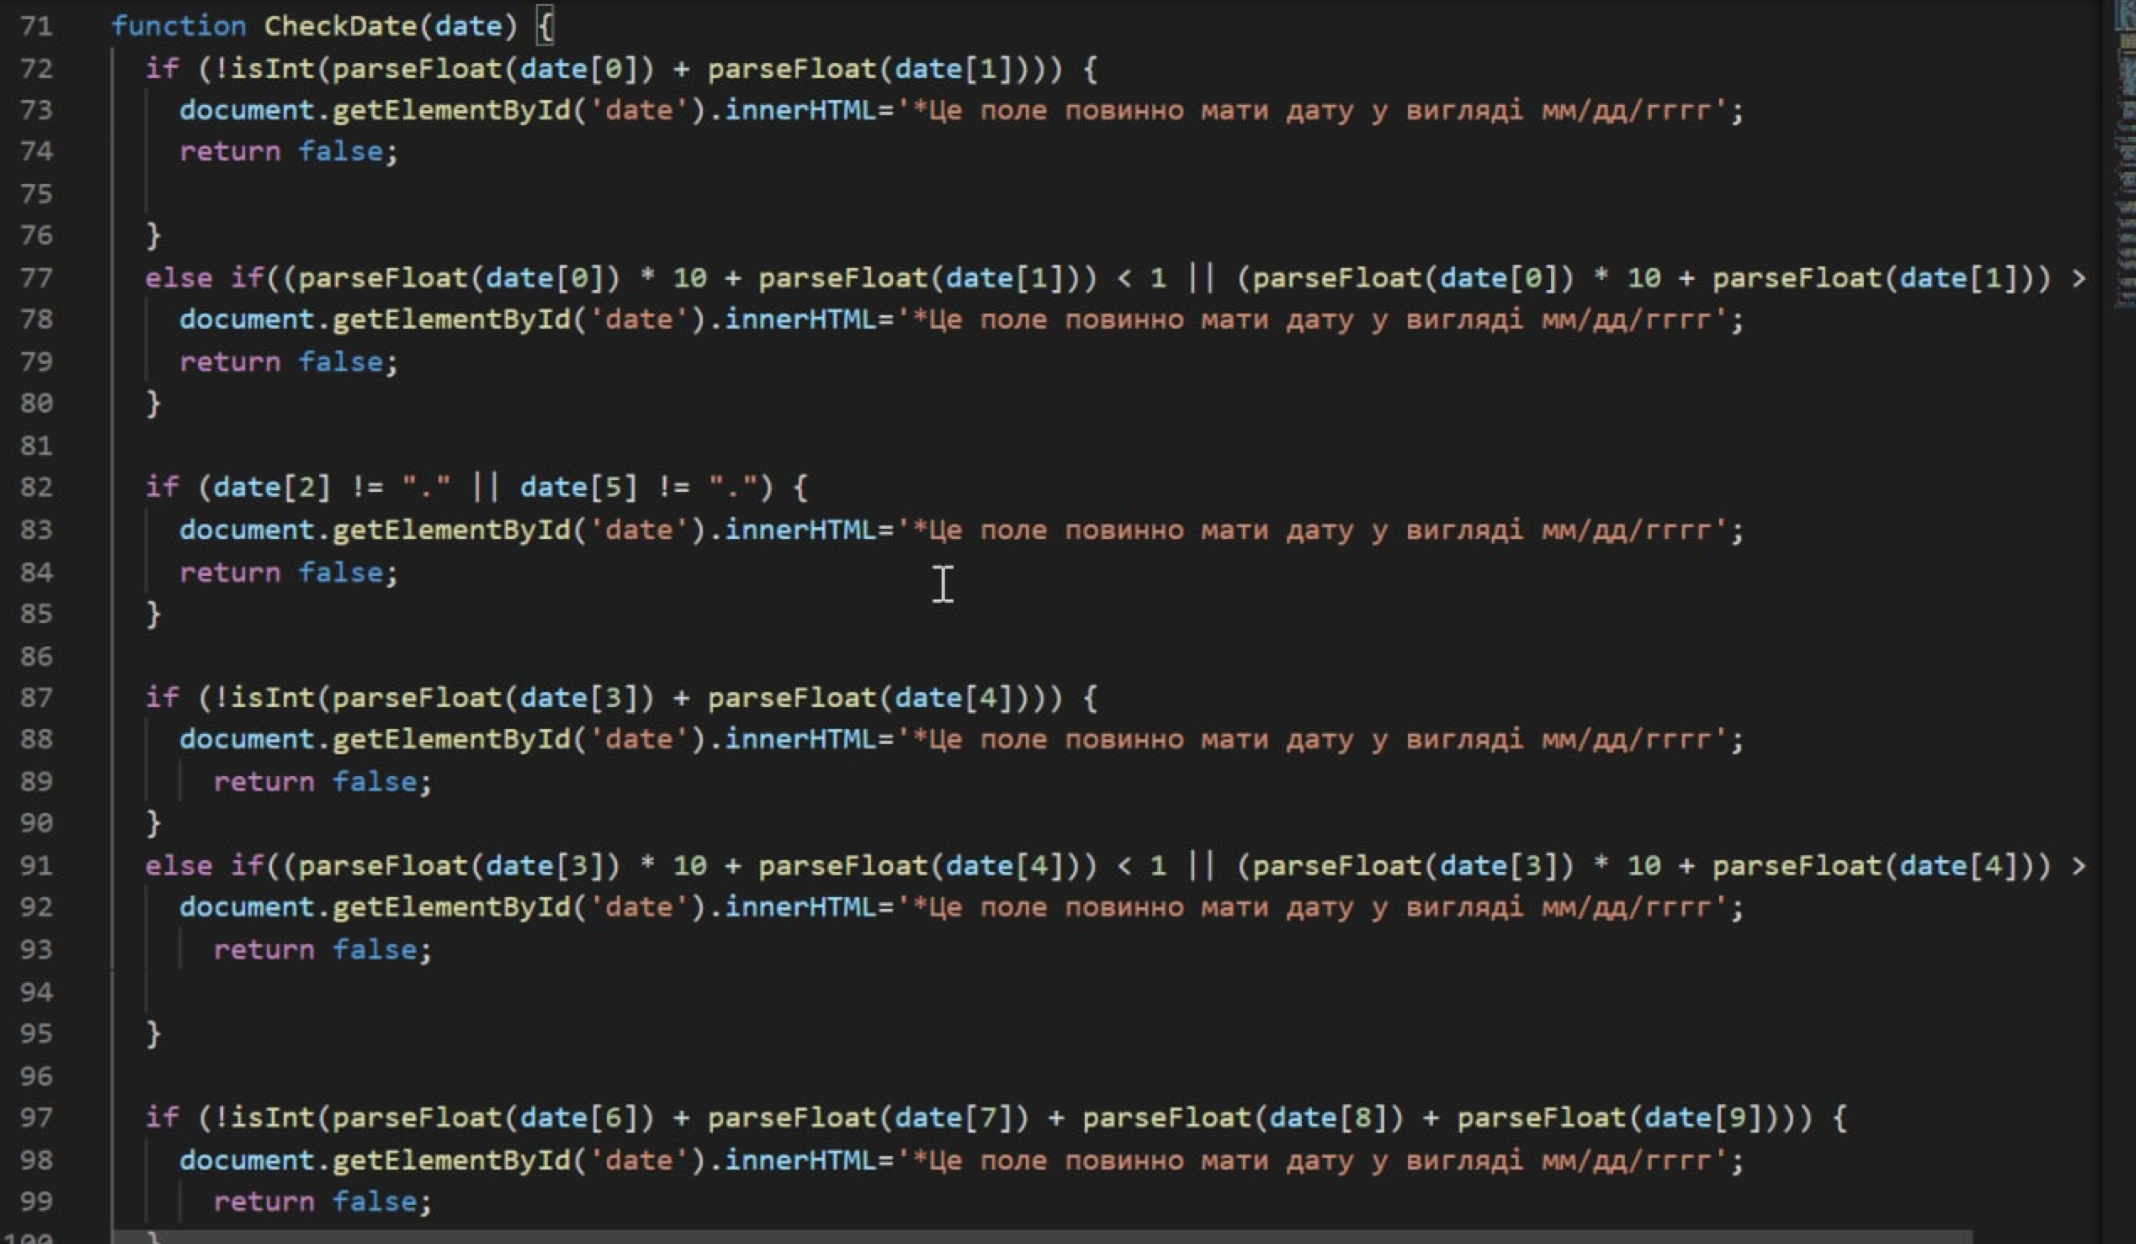 71 function CheckDate(date) {
72 if (!isInt(parseFloat(date[0]) + parseFloat(date[1]))) {
73 document.getElementById('date').innerHTML='*Це поле повинно мати дату у вигляді мм/дд/гггг';
74 return false;
75
76 }
77 else if((parseFloat(date[0]) * 10 + parseFloat(date[1])) < 1 || (parseFloat(date[0]) * 10 + parseFloat(date[1])) >
78 document.getElementById('date').innerHTML='*Це поле повинно мати дату у вигляді мм/дд/гггг';
79 return false;
80 }
81
82 if (date[2] != "." || date[5] != ".") {
83 document.getElementById('date').innerHTML='*Це поле повинно мати дату у вигляді мм/дд/гггг';
84 return false;
85 }
86
87 if (!isInt(parseFloat(date[3]) + parseFloat(date[4]))) {
88 document.getElementById('date').innerHTML='*Це поле повинно мати дату у вигляді мм/дд/гггг';
89 return false;
90 }
91 else if((parseFloat(date[3]) * 10 + parseFloat(date[4])) < 1 || (parseFloat(date[3]) * 10 + parseFloat(date[4])) >
92 document.getElementById('date').innerHTML='*Це поле повинно мати дату у вигляді мм/дд/гггг';
93 return false;
94
95 }
96
97 if (!isInt(parseFloat(date[6]) + parseFloat(date[7]) + parseFloat(date[8]) + parseFloat(date[9]))) {
98 document.getElementById('date').innerHTML='*Це поле повинно мати дату у вигляді мм/дд/гггг';
99 return false;
100 }